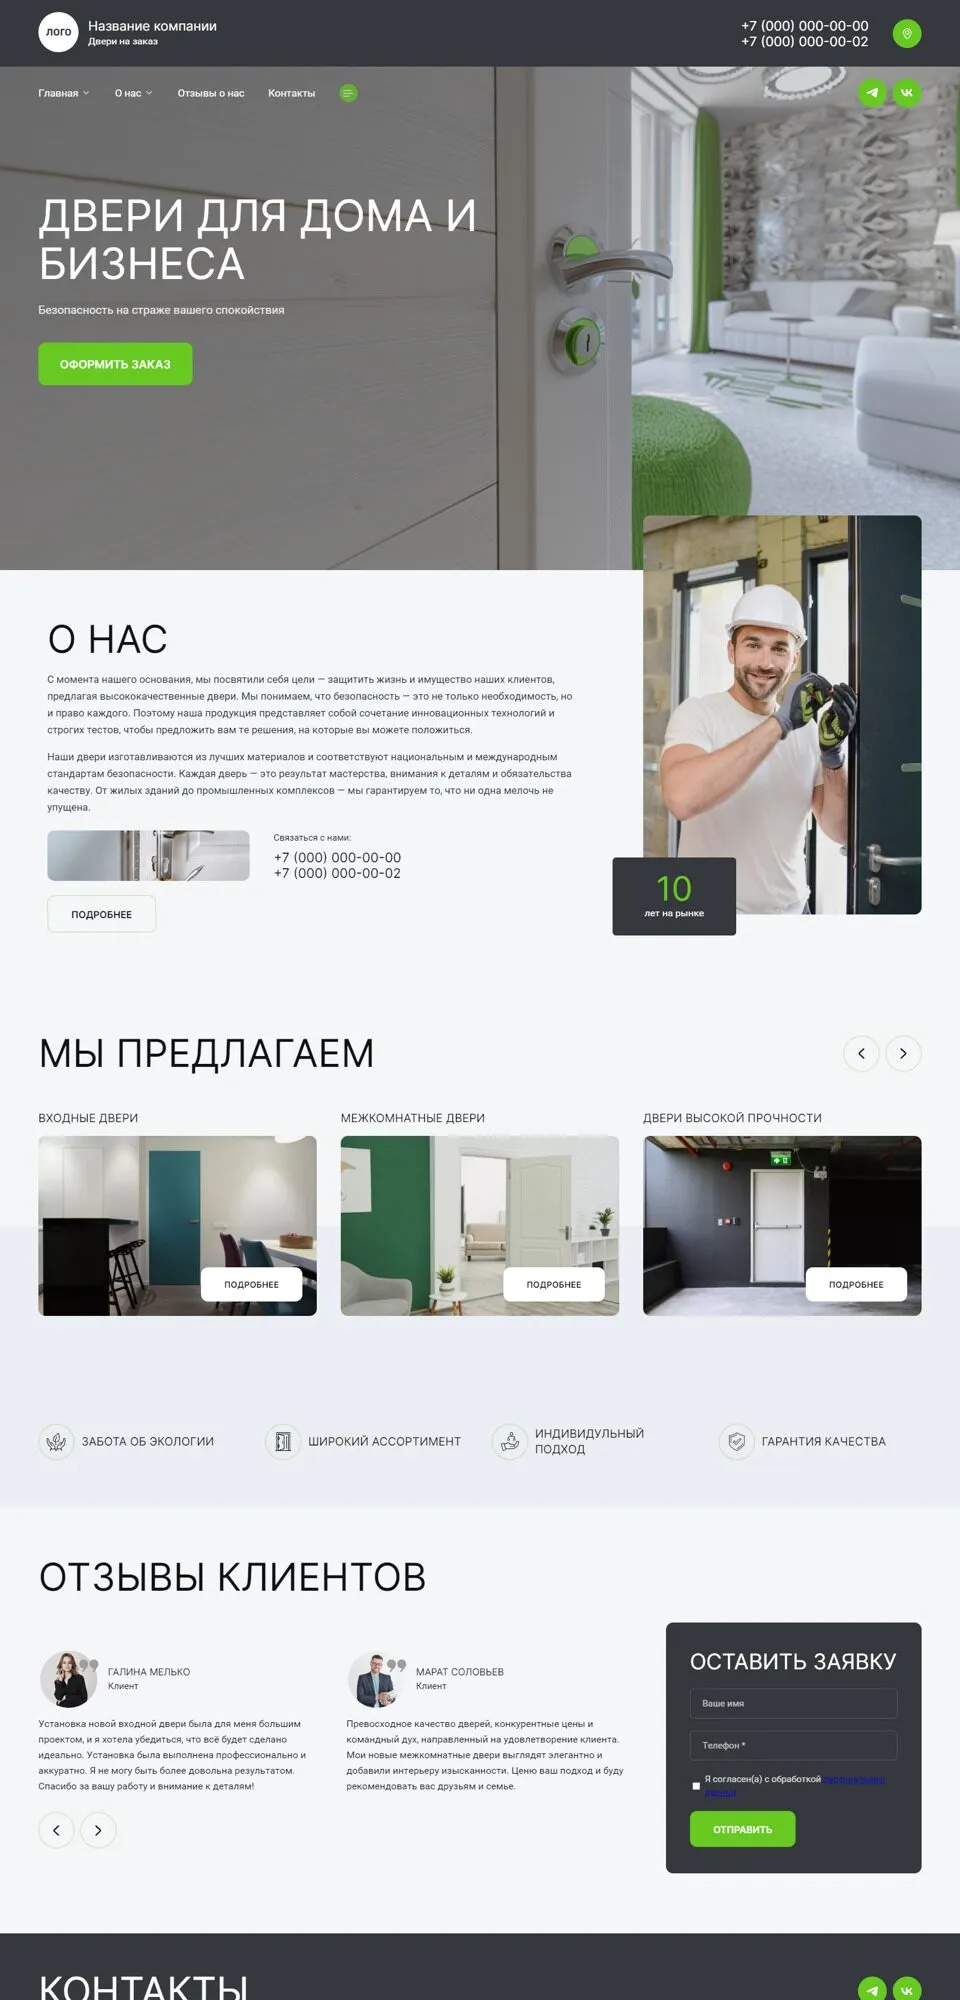 ЛОГО
Название компании
Двери на заказ
+7 (000) 000-00-00
+7 (000) 000-00-02
Главная
О нас
Отзывы о нас
Контакты
ДВЕРИ ДЛЯ ДОМА И
БИЗНЕСА
Безопасность на страже вашего спокойствия
ОФОРМИТЬ ЗАКАЗ
О НАС
С момента нашего основания, мы посвятили себя цели — защитить жизнь и имущество наших клиентов,
предлагая высококачественные двери. Мы понимаем, что безопасность — это не только необходимость, но
и право каждого. Поэтому наша продукция представляет собой сочетание инновационных технологий и
строгих тестов, чтобы предложить вам те решения, на которые вы можете положиться.
Наши двери изготавливаются из лучших материалов и соответствуют национальным и международным
стандартам безопасности. Каждая дверь — это результат мастерства, внимания к деталям и обязательства
качеству. От жилых зданий до промышленных комплексов — мы гарантируем то, что ни одна мелочь не
упущена.
Связаться с нами:
+7 (000) 000-00-00
+7 (000) 000-00-02
ПОДРОБНЕЕ
10
лет на рынке
МЫ ПРЕДЛАГАЕМ
ВХОДНЫЕ ДВЕРИ
ПОДРОБНЕЕ
МЕЖКОМНАТНЫЕ ДВЕРИ
ПОДРОБНЕЕ
ДВЕРИ ВЫСОКОЙ ПРОЧНОСТИ
ПОДРОБНЕЕ
ЗАБОТА ОБ ЭКОЛОГИИ
ШИРОКИЙ АССОРТИМЕНТ
ИНДИВИДУЛЬНЫЙ
ПОДХОД
ГАРАНТИЯ КАЧЕСТВА
ОТЗЫВЫ КЛИЕНТОВ
ГАЛИНА МЕЛЬКО
Клиент
Установка новой входной двери была для меня большим
проектом, и я хотела убедиться, что всё будет сделано
идеально. Установка была выполнена профессионально и
аккуратно. Я не могу быть более довольна результатом.
Спасибо за вашу работу и внимание к деталям!
МАРАТ СОЛОВЬЕВ
Клиент
Превосходное качество дверей, конкурентные цены и
командный дух, направленный на удовлетворение клиента.
Мои новые межкомнатные двери выглядят элегантно и
добавили интерьеру изысканности. Ценю ваш подход и буду
рекомендовать вас друзьям и семье.
ОСТАВИТЬ ЗАЯВКУ
Ваше имя
Телефон *
Я согласен(а) с обработкой персональных
данных
ОТПРАВИТЬ
КОНТАКТЫ